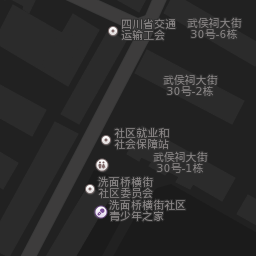 四川省交通
运输工会
武侯祠大街
30号-6栋
武侯祠大街
30号-2栋
社区就业和
社会保障站
武侯祠大街
30号-1栋
洗面桥横街
社区委员会
洗面桥横街社区
青少年之家